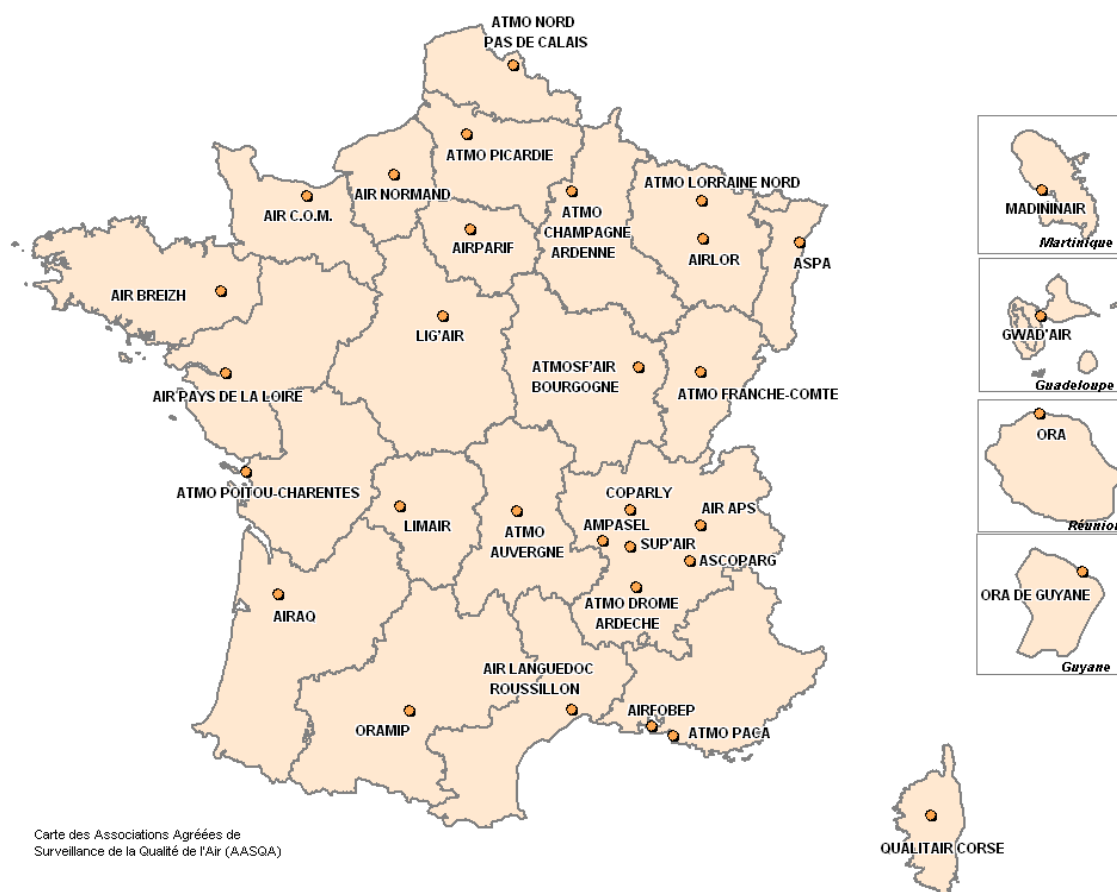 ATMO NORD
PAS DE CALAIS
ATMO PICARDIE
AIR NORMAND
AIR C.O.M.
ATMO LORRAINE NORD
ATMO
CHAMPAGNE
ARDENNE
AIRPARIF
AIRLOR
ASPA
AIR BREIZH
LIG'AIR
ATMOSF'AIR
BOURGOGNE
AIR PAYS DE LA LOIRE
ATMO FRANCHE-COMTE
ATMO POITOU-CHARENTES
LIMAIR
ATMO
AUVERGNE
COPARLY
AIR APS
AMPASEL
SUP'AIR
ASCOPARG
ATMO DROME
ARDECHE
AIRAQ
AIR LANGUEDOC
ROUSSILLON
ORAMIP
AIRFOBEP
ATMO PACA
QUALITAIR CORSE
MADININAIR
Martinique
GWAD'AIR
Guadeloupe
ORA
Réunion
ORA DE GUYANE
Guyane
Carte des Associations Agréées de
Surveillance de la Qualité de l'Air (AASQA)